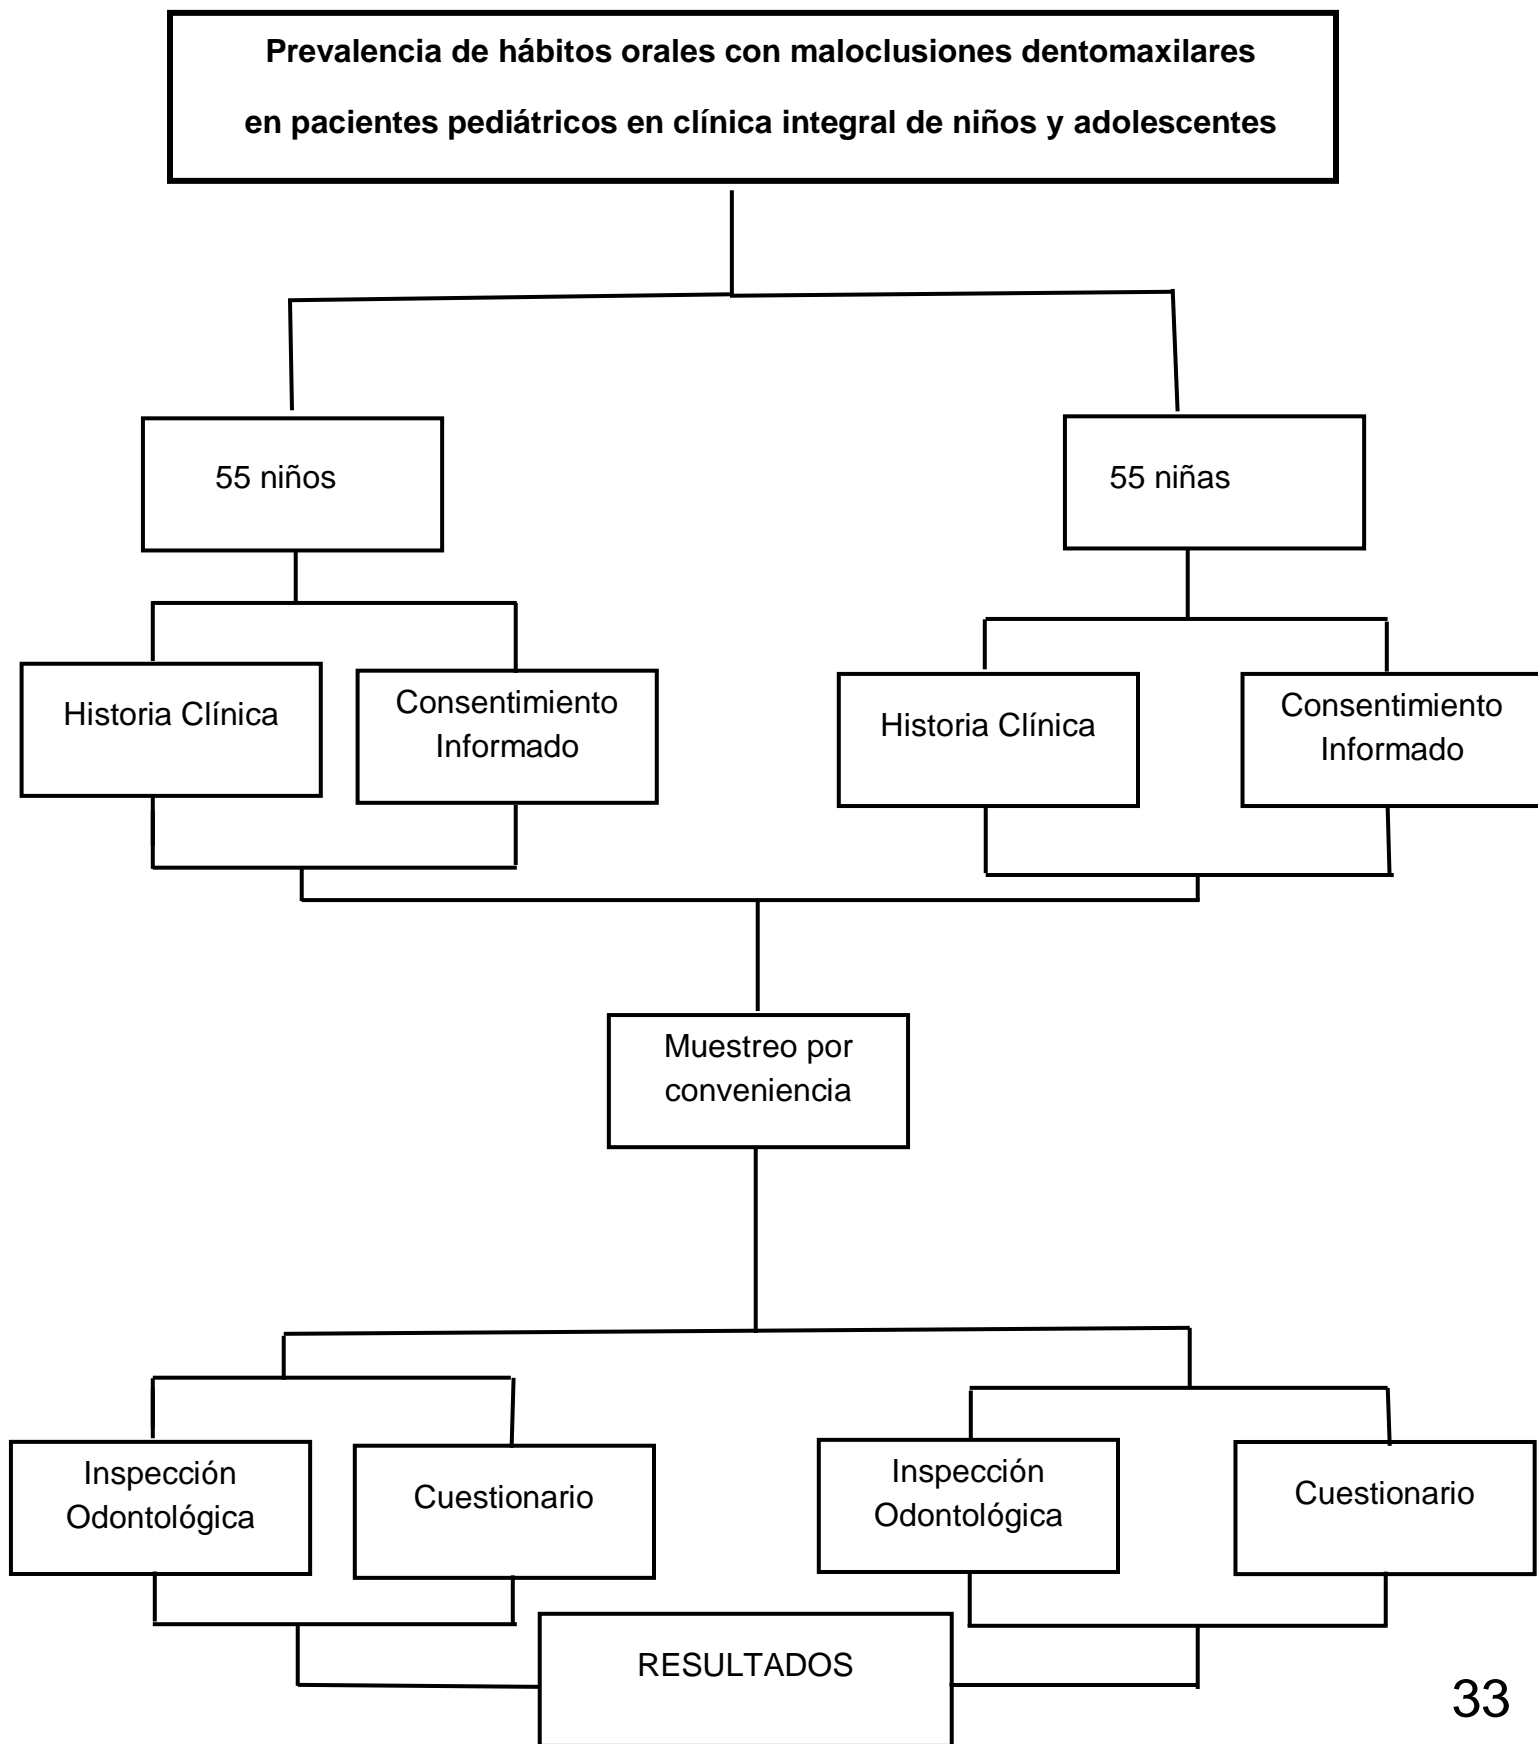 Prevalencia de hábitos orales con maloclusiones dentomaxilares
en pacientes pediátricos en clínica integral de niños y adolescentes
55 niños
55 niñas
Historia Clínica
Consentimiento
Informado
Historia Clínica
Consentimiento
Informado
Muestreo por
conveniencia
Inspección
Odontológica
Cuestionario
Inspección
Odontológica
Cuestionario
RESULTADOS
33